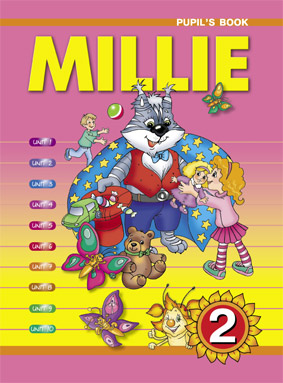 PUPIL'S BOOK
MILLIE
UNIT 1
UNIT 2
UNIT 3
UNIT 4
UNIT 5
UNIT 6
UNIT 7
UNIT 8
UNIT 9
UNIT 10
2